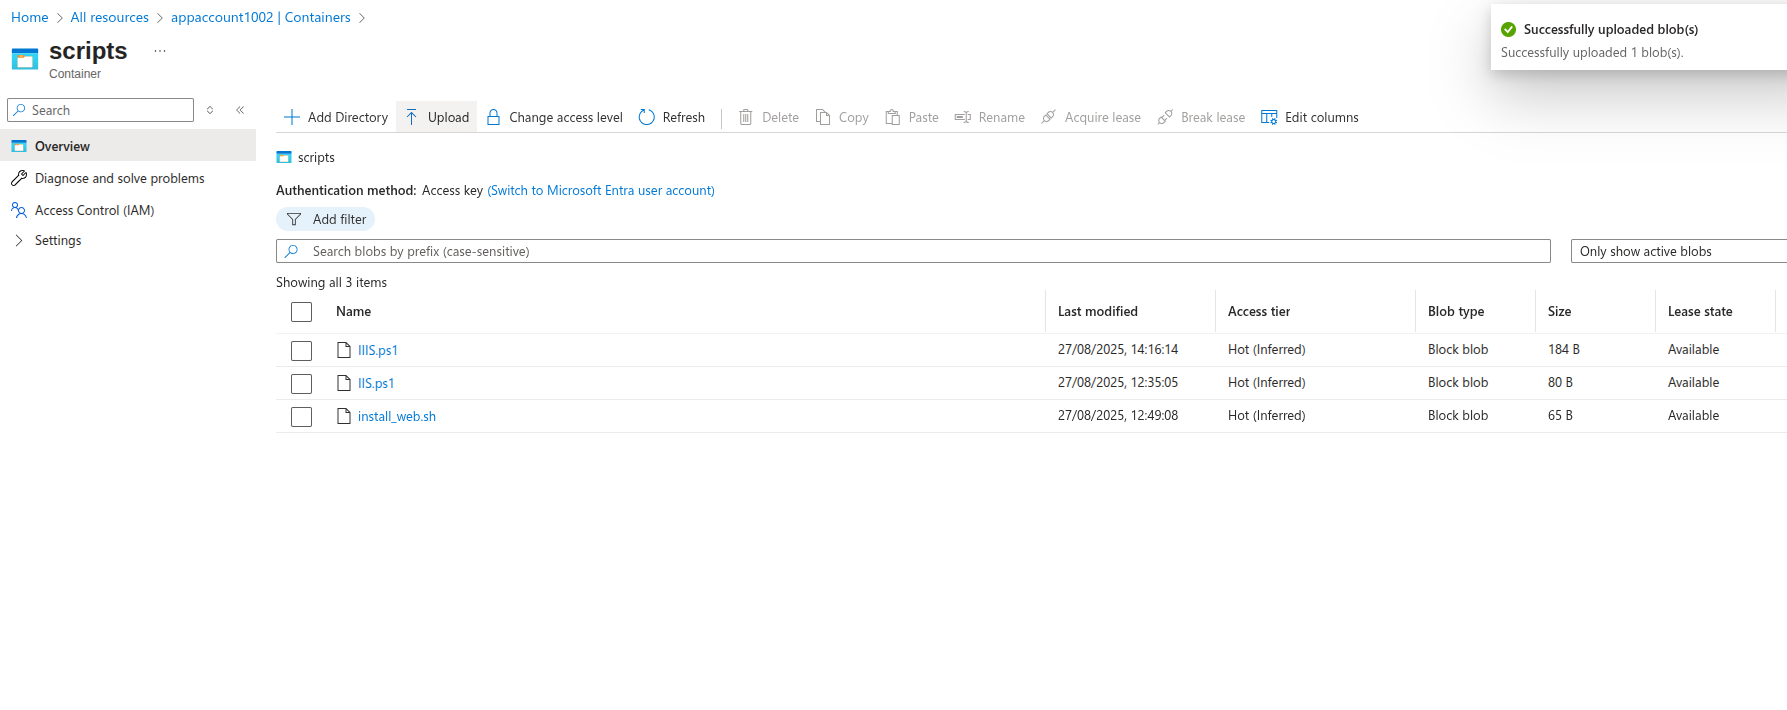 Home > All resources > appaccount1002 | Containers >
Successfully uploaded blob(s)
Successfully uploaded 1 blob(s).
scripts ...
Container
Search
Overview
Diagnose and solve problems
Access Control (IAM)
Settings
Add Directory Upload Change access level Refresh Delete Copy Paste Rename Acquire lease Break lease Edit columns
scripts
Authentication method: Access key (Switch to Microsoft Entra user account)
Add filter
Search blobs by prefix (case-sensitive) Only show active blobs
Showing all 3 items
Name Last modified Access tier Blob type Size Lease state
IIIS.ps1 27/08/2025, 14:16:14 Hot (Inferred) Block blob 184 B Available
IIS.ps1 27/08/2025, 12:35:05 Hot (Inferred) Block blob 80 B Available
install_web.sh 27/08/2025, 12:49:08 Hot (Inferred) Block blob 65 B Available